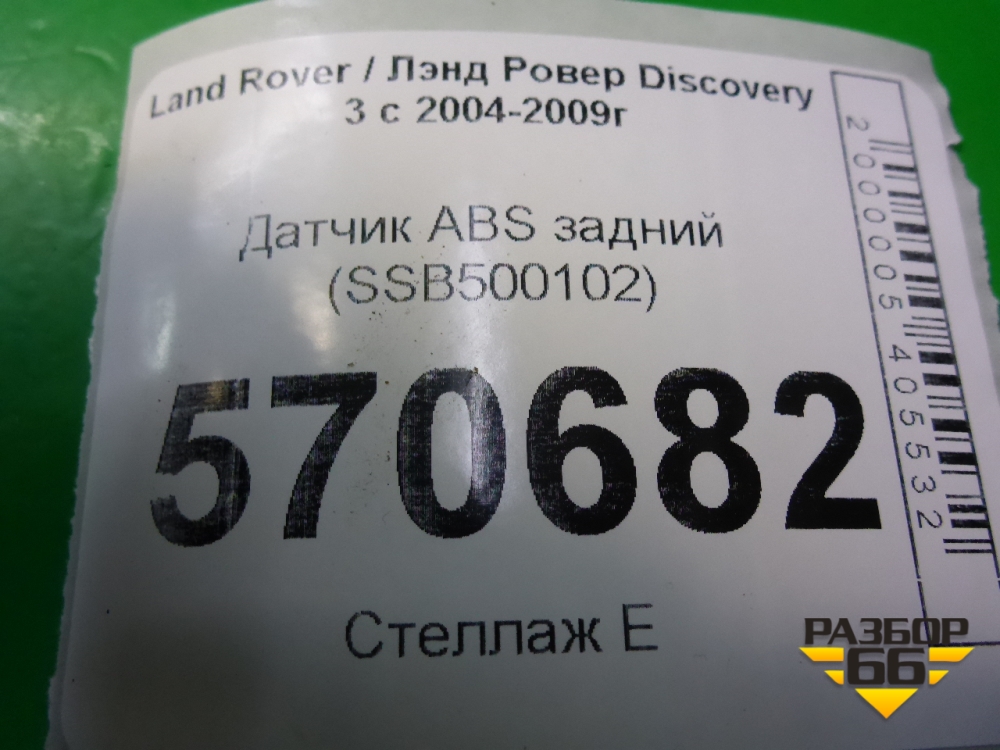 Land Rover / Лэнд Ровер Discovery
3 с 2004-2009г
Датчик ABS задний
(SSB500102)
570682
Стеллаж Е
2000005405532
РАЗБОР
66